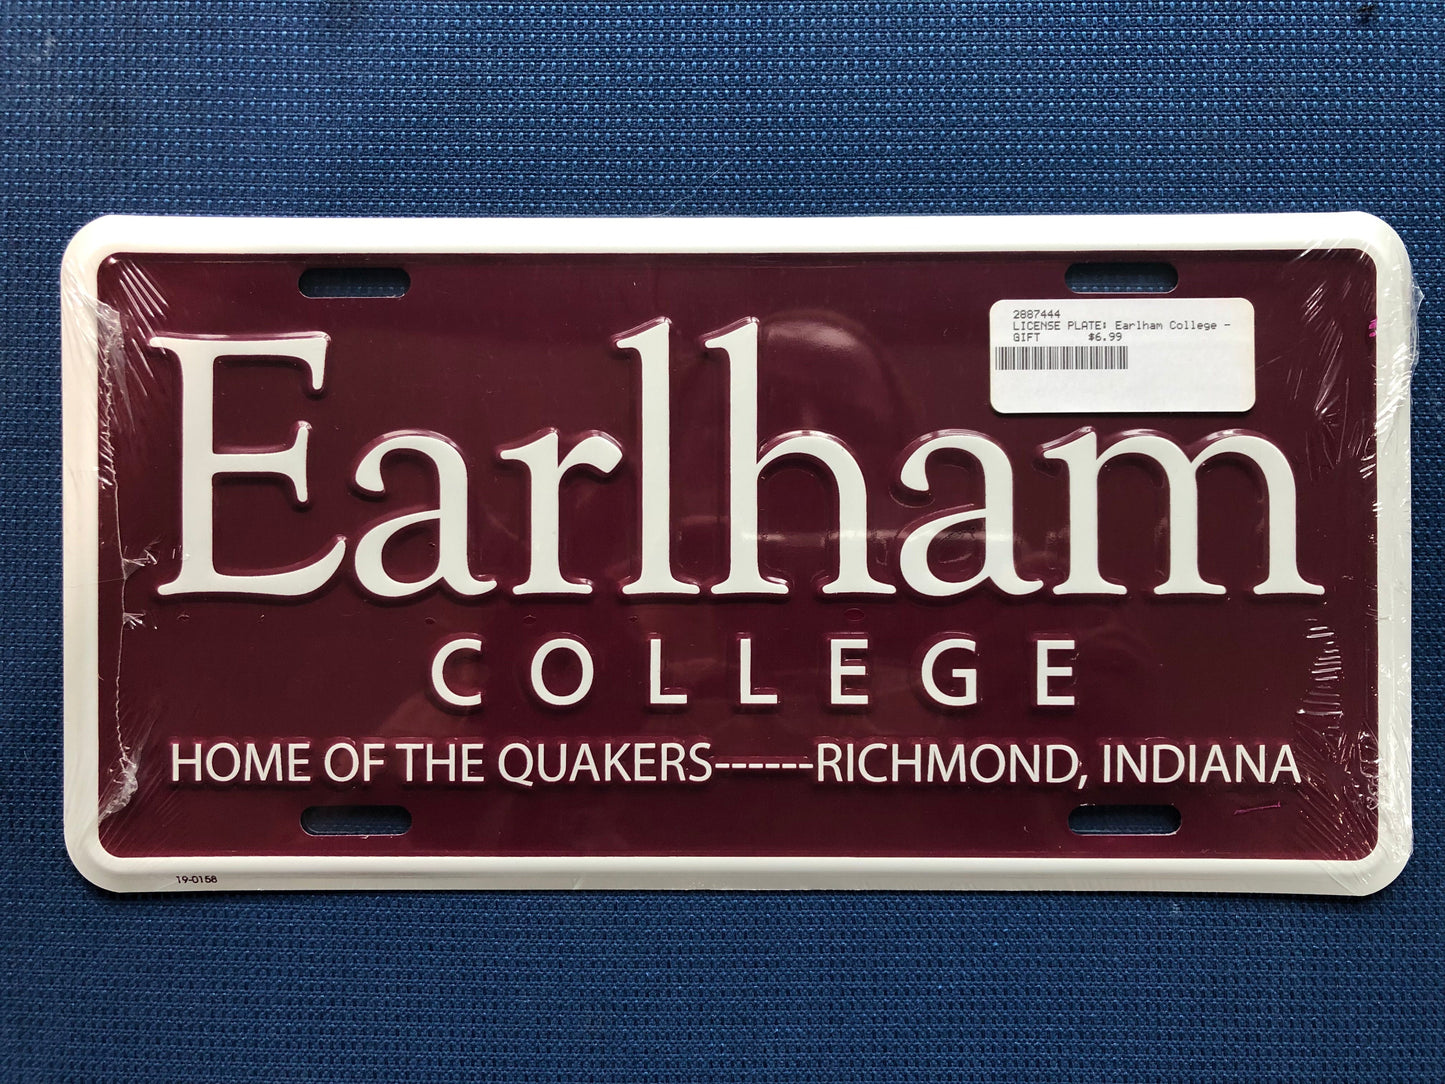 2887444
LICENSE PLATE: Earlham College -
GIFT $6.99
Earlham
COLLEGE
HOME OF THE QUAKERS------RICHMOND, INDIANA
19-0158